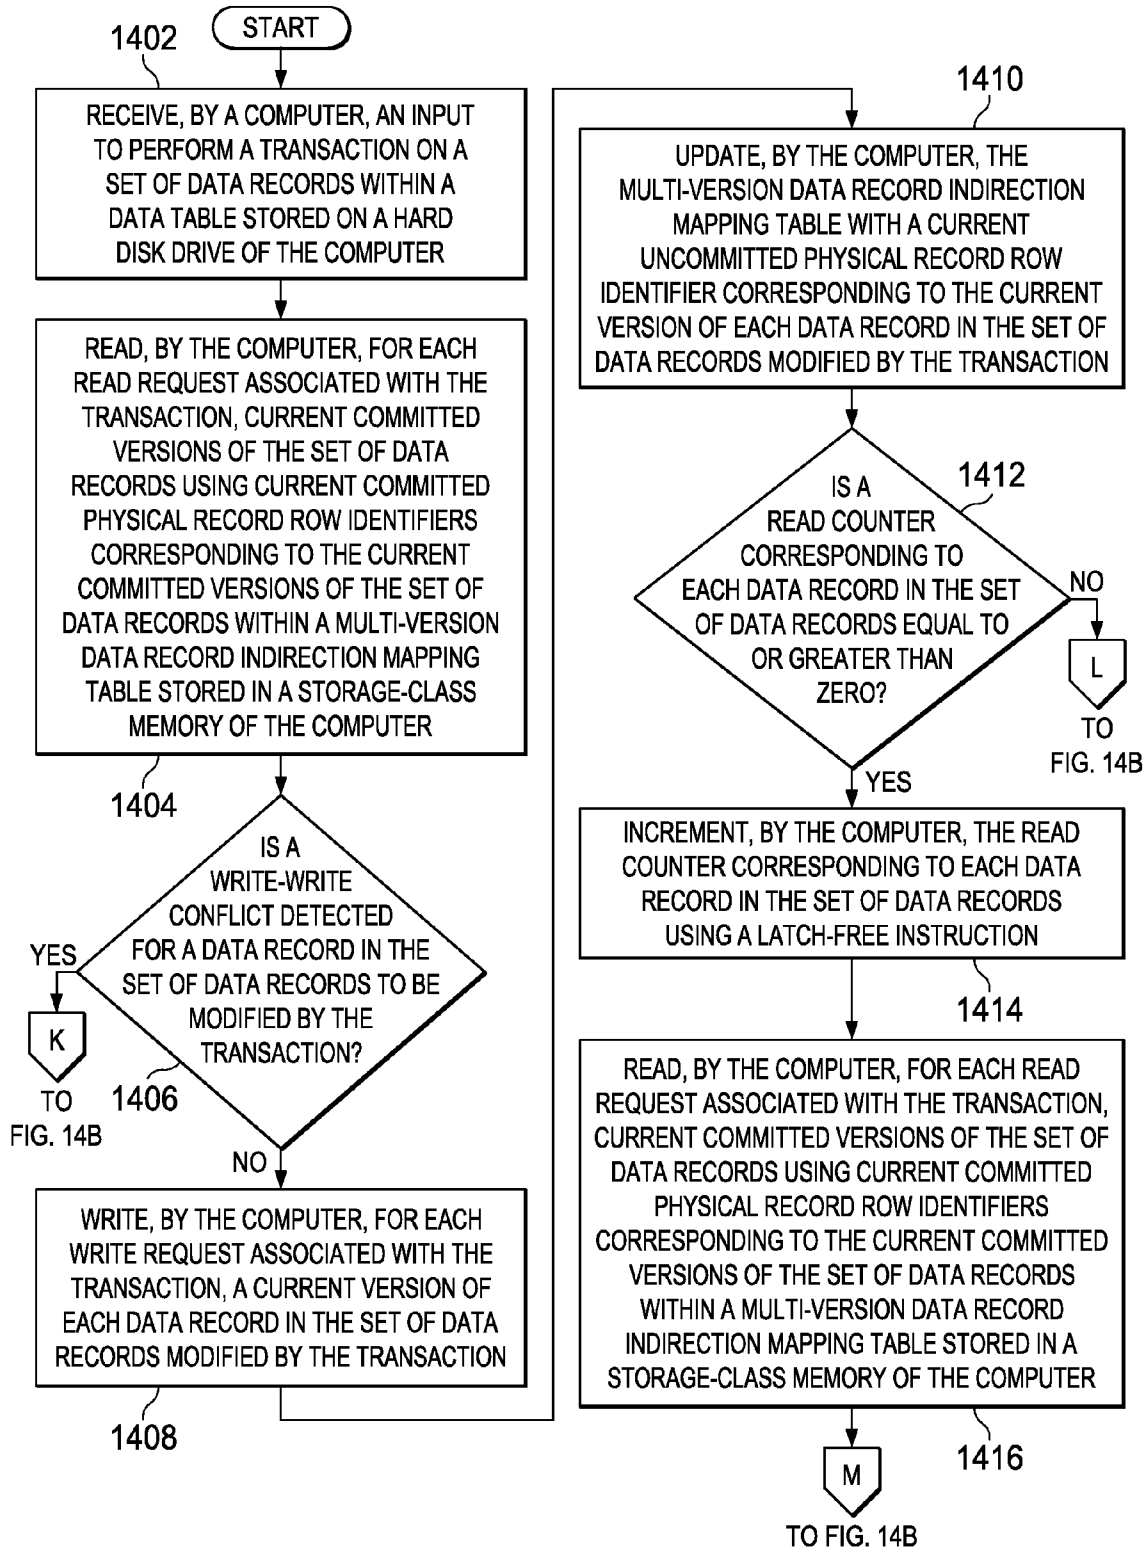 START
1402
RECEIVE, BY A COMPUTER, AN INPUT
TO PERFORM A TRANSACTION ON A
SET OF DATA RECORDS WITHIN A
DATA TABLE STORED ON A HARD
DISK DRIVE OF THE COMPUTER
READ, BY THE COMPUTER, FOR EACH
READ REQUEST ASSOCIATED WITH THE
TRANSACTION, CURRENT COMMITTED
VERSIONS OF THE SET OF DATA
RECORDS USING CURRENT COMMITTED
PHYSICAL RECORD ROW IDENTIFIERS
CORRESPONDING TO THE CURRENT
COMMITTED VERSIONS OF THE SET OF
DATA RECORDS WITHIN A MULTI-VERSION
DATA RECORD INDIRECTION MAPPING
TABLE STORED IN A STORAGE-CLASS
MEMORY OF THE COMPUTER
1404
IS A
WRITE-WRITE
CONFLICT DETECTED
FOR A DATA RECORD IN THE
SET OF DATA RECORDS TO BE
MODIFIED BY THE
TRANSACTION?
YES
K
TO
FIG. 14B
1406
NO
WRITE, BY THE COMPUTER, FOR EACH
WRITE REQUEST ASSOCIATED WITH THE
TRANSACTION, A CURRENT VERSION OF
EACH DATA RECORD IN THE SET OF DATA
RECORDS MODIFIED BY THE TRANSACTION
1408
1410
UPDATE, BY THE COMPUTER, THE
MULTI-VERSION DATA RECORD INDIRECTION
MAPPING TABLE WITH A CURRENT
UNCOMMITTED PHYSICAL RECORD ROW
IDENTIFIER CORRESPONDING TO THE CURRENT
VERSION OF EACH DATA RECORD IN THE SET OF
DATA RECORDS MODIFIED BY THE TRANSACTION
1412
IS A
READ COUNTER
CORRESPONDING TO
EACH DATA RECORD IN THE SET
OF DATA RECORDS EQUAL TO
OR GREATER THAN
ZERO?
NO
L
TO
FIG. 14B
YES
INCREMENT, BY THE COMPUTER, THE READ
COUNTER CORRESPONDING TO EACH DATA
RECORD IN THE SET OF DATA RECORDS
USING A LATCH-FREE INSTRUCTION
1414
READ, BY THE COMPUTER, FOR EACH READ
REQUEST ASSOCIATED WITH THE TRANSACTION,
CURRENT COMMITTED VERSIONS OF THE SET OF
DATA RECORDS USING CURRENT COMMITTED
PHYSICAL RECORD ROW IDENTIFIERS
CORRESPONDING TO THE CURRENT COMMITTED
VERSIONS OF THE SET OF DATA RECORDS
WITHIN A MULTI-VERSION DATA RECORD
INDIRECTION MAPPING TABLE STORED IN A
STORAGE-CLASS MEMORY OF THE COMPUTER
1416
M
TO FIG. 14B